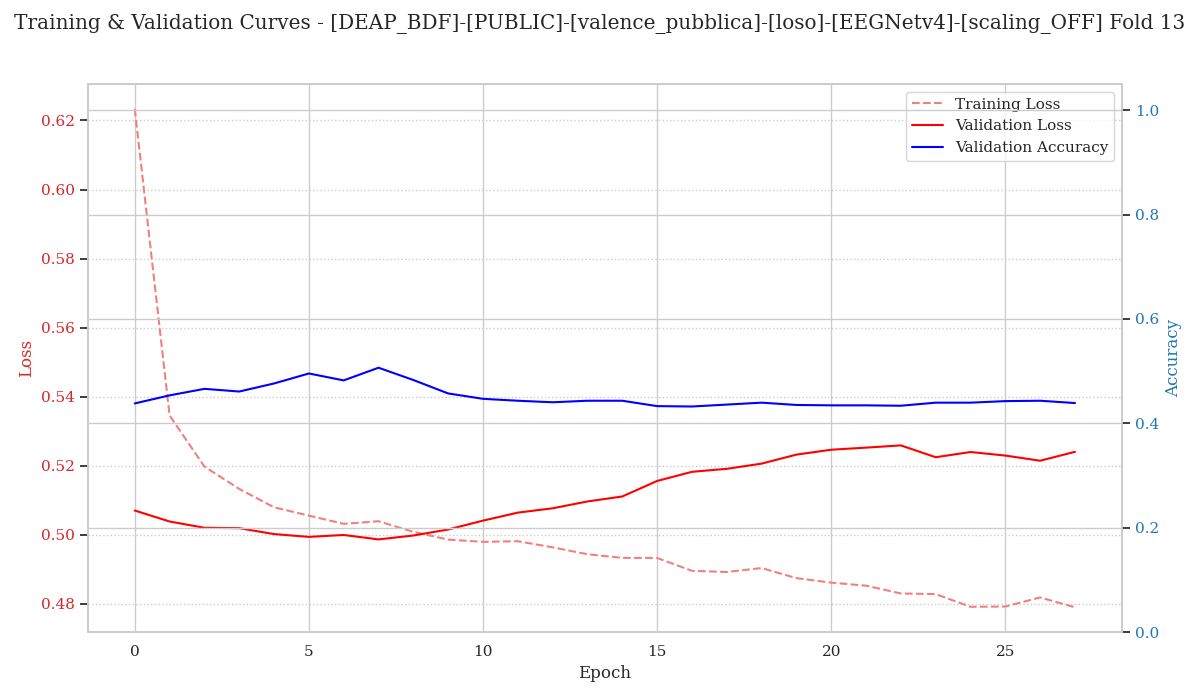 Training & Validation Curves - [DEAP_BDF]-[PUBLIC]-[valence_pubblica]-[loso]-[EEGNetv4]-[scaling_OFF] Fold 13
Training Loss
Validation Loss
Validation Accuracy
Loss
0.62
0.60
0.58
0.56
0.54
0.52
0.50
0.48
1.0
0.8
0.6
0.4
0.2
0.0
Accuracy
0 5 10 15 20 25
Epoch